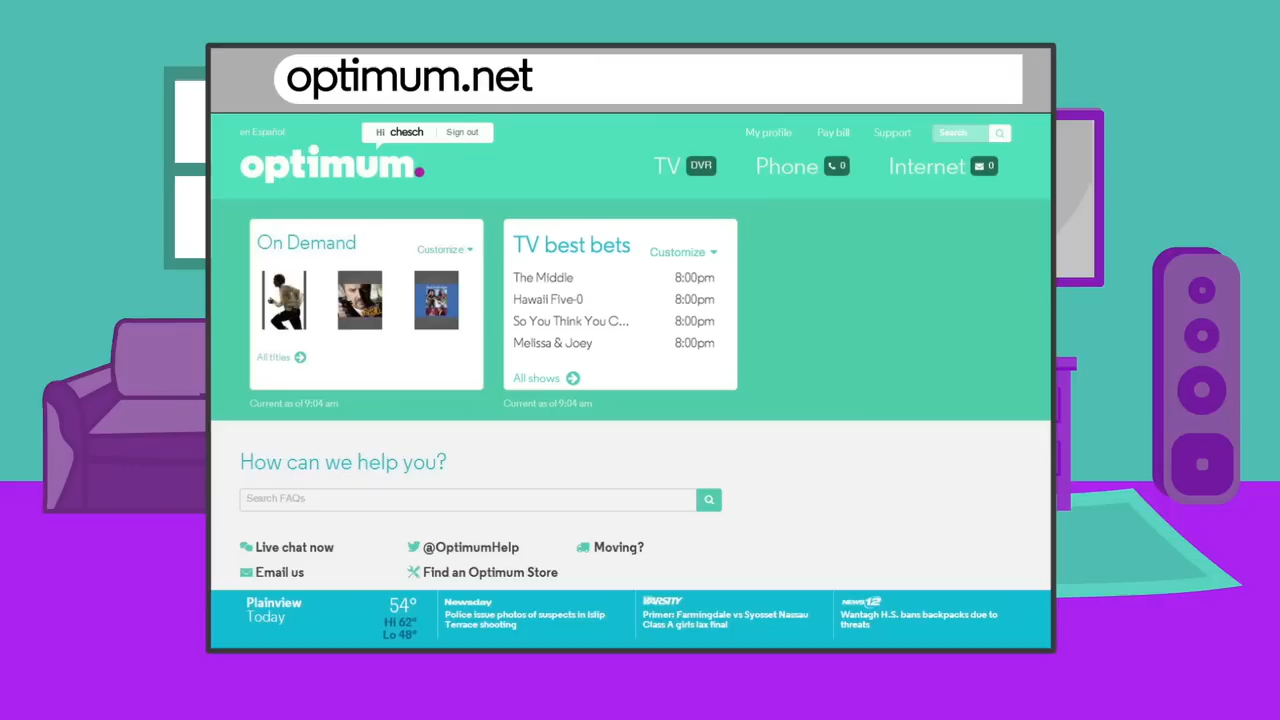 optimum.net
en Español
Hi chesch
Sign out
My profile
Pay bill
Support
Search
optimum.
TV DVR
Phone 0
Internet 0
On Demand
Customize
All titles
Current as of 9:04 am
TV best bets
Customize
The Middle 8:00pm
Hawaii Five-0 8:00pm
So You Think You C... 8:00pm
Melissa & Joey 8:00pm
All shows
Current as of 9:04 am
How can we help you?
Search FAQs
Live chat now
@OptimumHelp
Moving?
Email us
Find an Optimum Store
Plainview
Today
54°
Hi 62°
Lo 48°
Newsday
Police issue photos of suspects in Islip
Terrace shooting
VARSITY
Primer: Farmingdale vs Syosset Nassau
Class A girls lax final
NEWS 12
Wantagh H.S. bans backpacks due to
threats